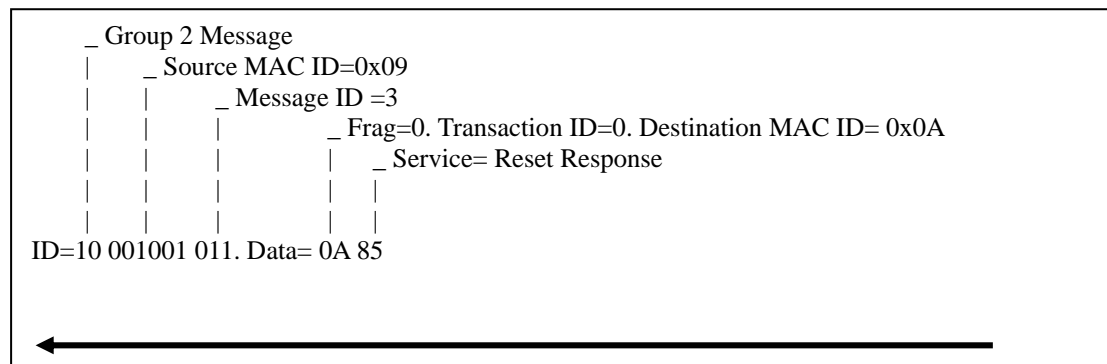 _ Group 2 Message
| _ Source MAC ID=0x09
| | _ Message ID =3
| | | _ Frag=0. Transaction ID=0. Destination MAC ID= 0x0A
| | | | _ Service= Reset Response
| | | | |
| | | | |
ID=10 001001 011. Data= 0A 85